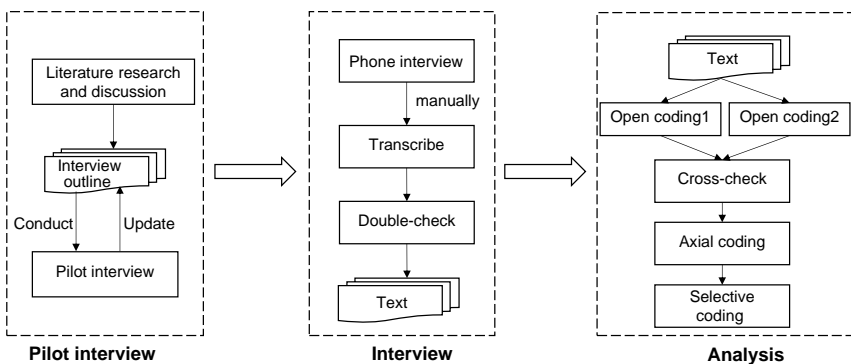 Literature research
and discussion
Interview
outline
Conduct
Update
Pilot interview
Pilot interview
Phone interview
manually
Transcribe
Double-check
Text
Interview
Text
Open coding1
Open coding2
Cross-check
Axial coding
Selective
coding
Analysis